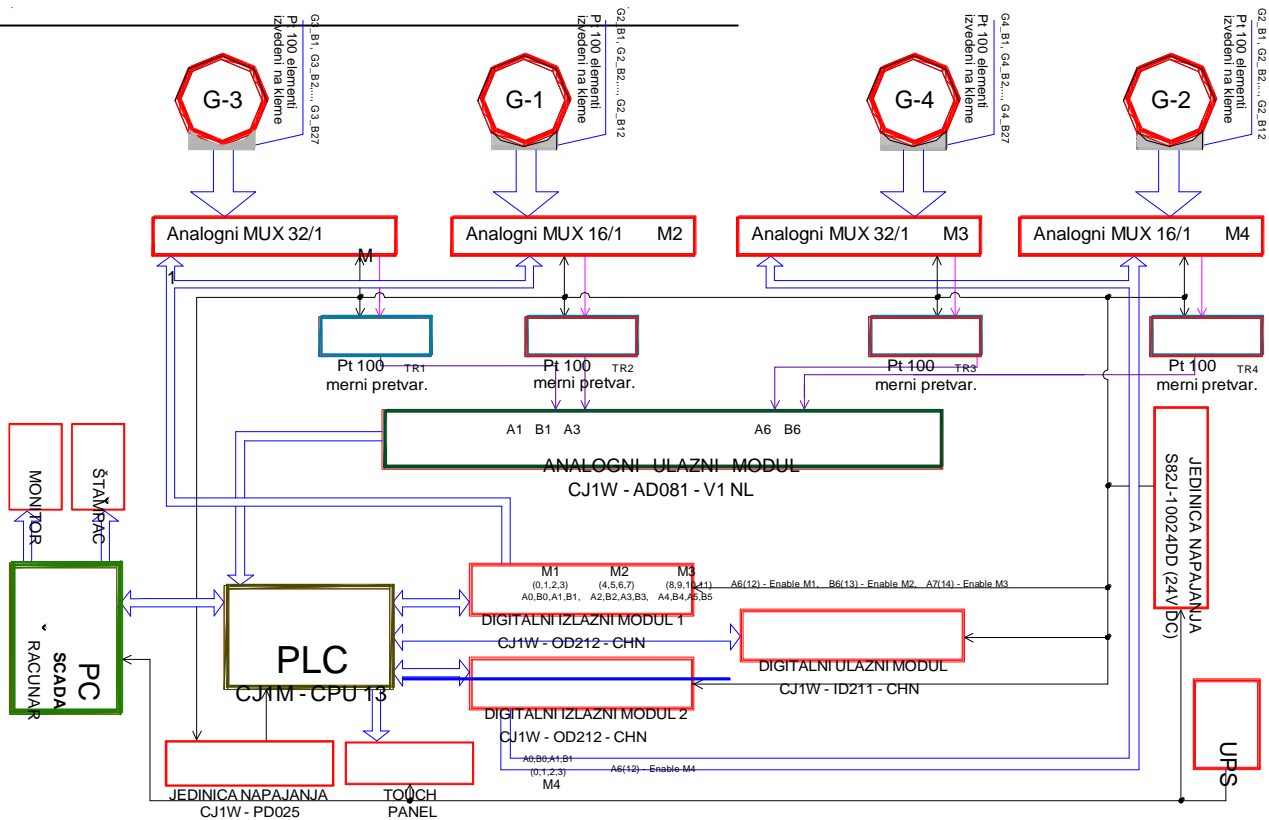 G3_B1, G3_B2,..., G3_B27
Pt 100 elementi
izvedeni na kleme
G2_B1, G2_B2,..., G2_B12
Pt 100 elementi
izvedeni na kleme
G4_B1, G4_B2,..., G4_B27
Pt 100 elementi
izvedeni na kleme
G2_B1, G2_B2,..., G2_B12
Pt 100 elementi
izvedeni na kleme
G-3
G-1
G-4
G-2
Analogni MUX 32/1
M
1
Analogni MUX 16/1 M2
Analogni MUX 32/1 M3
Analogni MUX 16/1 M4
Pt 100 TR1
merni pretvar.
Pt 100 TR2
merni pretvar.
Pt 100 TR3
merni pretvar.
Pt 100 TR4
merni pretvar.
A1 B1 A3 A6 B6
ANALOGNI ULAZNI MODUL
CJ1W - AD081 - V1 NL
MONITOR
ŠTAMPAC
JEDINICA NAPAJANJA
S82J-10024DD (24V DC)
M1 M2 M3
(0,1,2,3) (4,5,6,7) (8,9,10,11)
A0,B0,A1,B1, A2,B2,A3,B3, A4,B4,A5,B5
A6(12) - Enable M1, B6(13) - Enable M2, A7(14) - Enable M3
DIGITALNI IZLAZNI MODUL 1
CJ1W - OD212 - CHN
PLC
CJ1M - CPU 13
DIGITALNI ULAZNI MODUL
CJ1W - ID211 - CHN
PC
SCADA
RACUNAR
DIGITALNI IZLAZNI MODUL 2
CJ1W - OD212 - CHN
A0,B0,A1,B1
(0,1,2,3)
M4
A6(12) - Enable M4
UPS
JEDINICA NAPAJANJA
CJ1W - PD025
TOUCH
PANEL